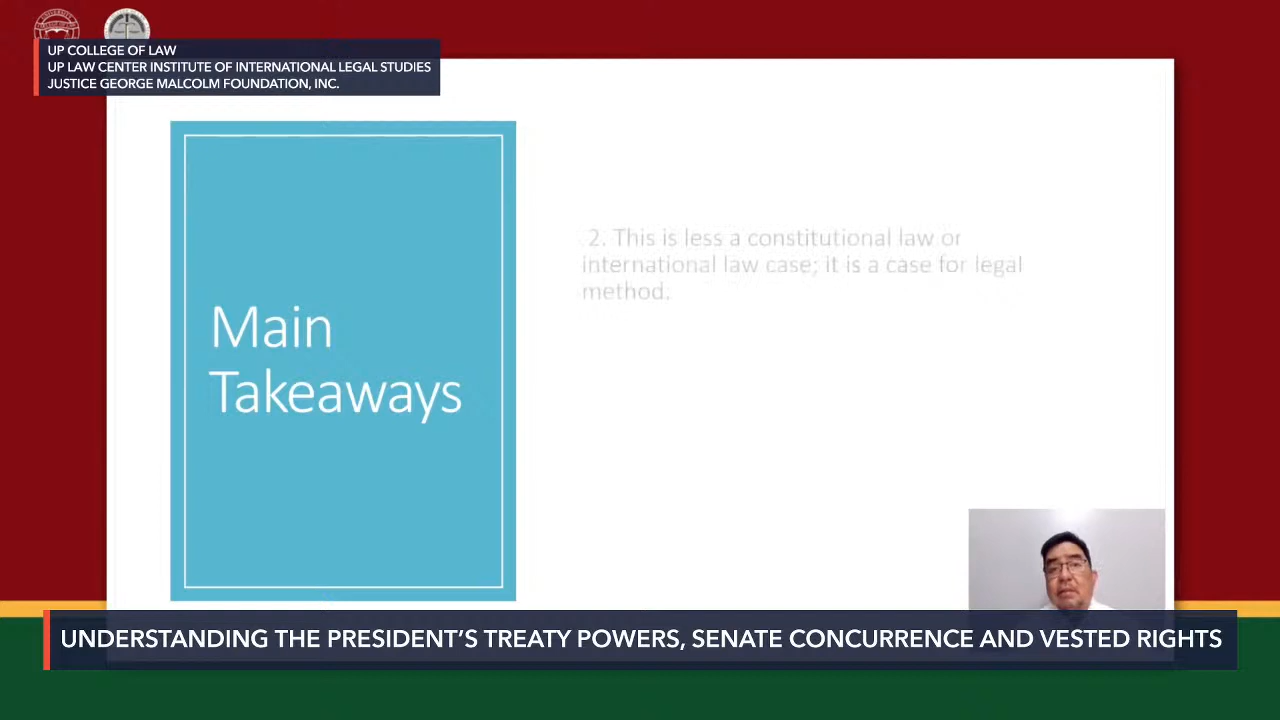 UP COLLEGE OF LAW
UP LAW CENTER INSTITUTE OF INTERNATIONAL LEGAL STUDIES
JUSTICE GEORGE MALCOLM FOUNDATION, INC.
Main
Takeaways
2. This is less a constitutional law or
international law case; it is a case for legal
method.
UNDERSTANDING THE PRESIDENT'S TREATY POWERS, SENATE CONCURRENCE AND VESTED RIGHTS